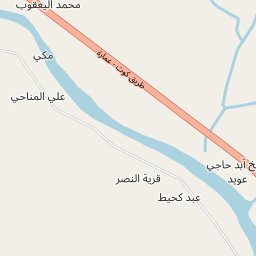 محمد اليعقوب
مكي
طريق كوت - عمارة
علي المناحي
خ آبد حاجي
عويد
قرية النصر
عبد كحيط